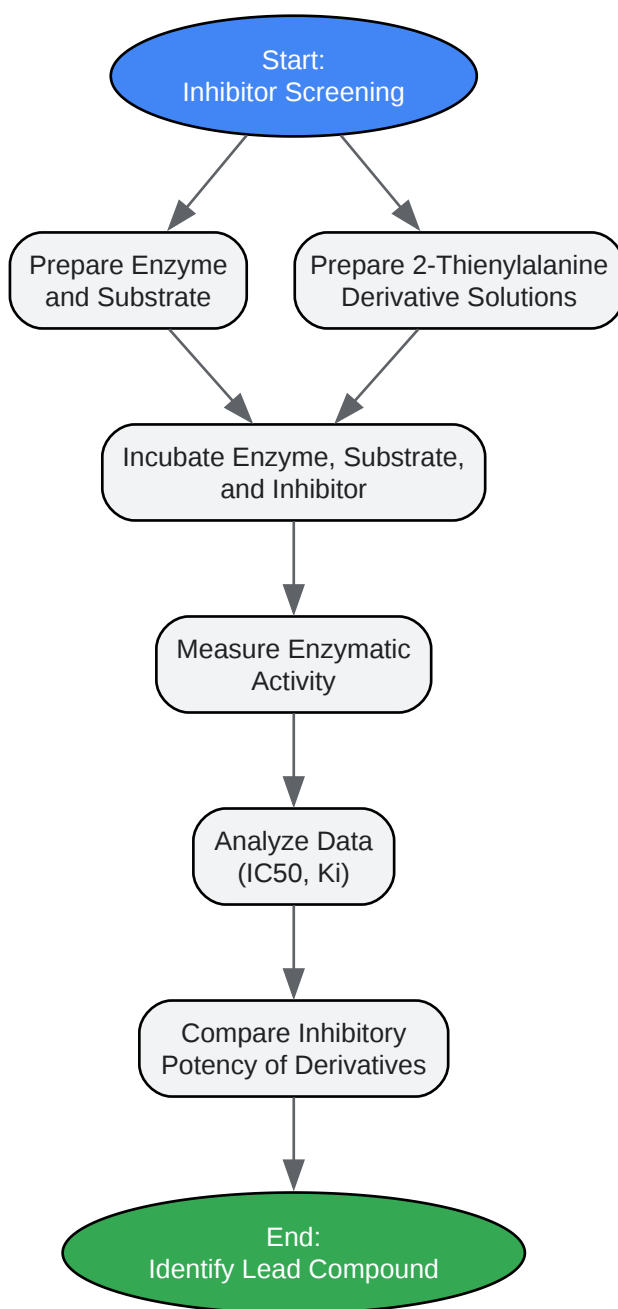 Start:
Inhibitor Screening
Prepare Enzyme
and Substrate
Prepare 2-Thienylalanine
Derivative Solutions
Incubate Enzyme, Substrate,
and Inhibitor
Measure Enzymatic
Activity
Analyze Data
(IC50, Ki)
Compare Inhibitory
Potency of Derivatives
End:
Identify Lead Compound